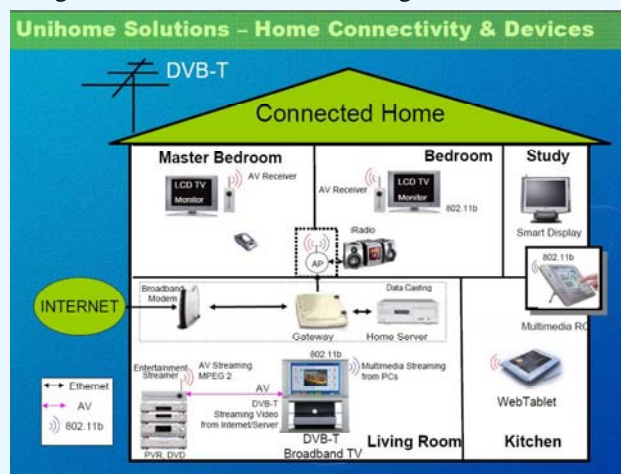 Unihome Solutions – Home Connectivity & Devices
DVB-T
Connected Home
Master Bedroom
Bedroom
Study
LCD TV
Monitor
AV Receiver
AV Receiver
LCD TV
Monitor
802.11b
Smart Display
iRadio
AP
802.11b
Multimedia RC
INTERNET
Broadband
Modem
Data Casting
Gateway
Home Server
Entertainment
Streamer
AV Streaming
MPEG 2
802.11b
Multimedia Streaming
from PCs
AV
DVB-T
Streaming Video
from Internet/Server
WebTablet
Ethernet
AV
802.11b
PVR, DVD
DVB-T
Broadband TV
Living Room
Kitchen